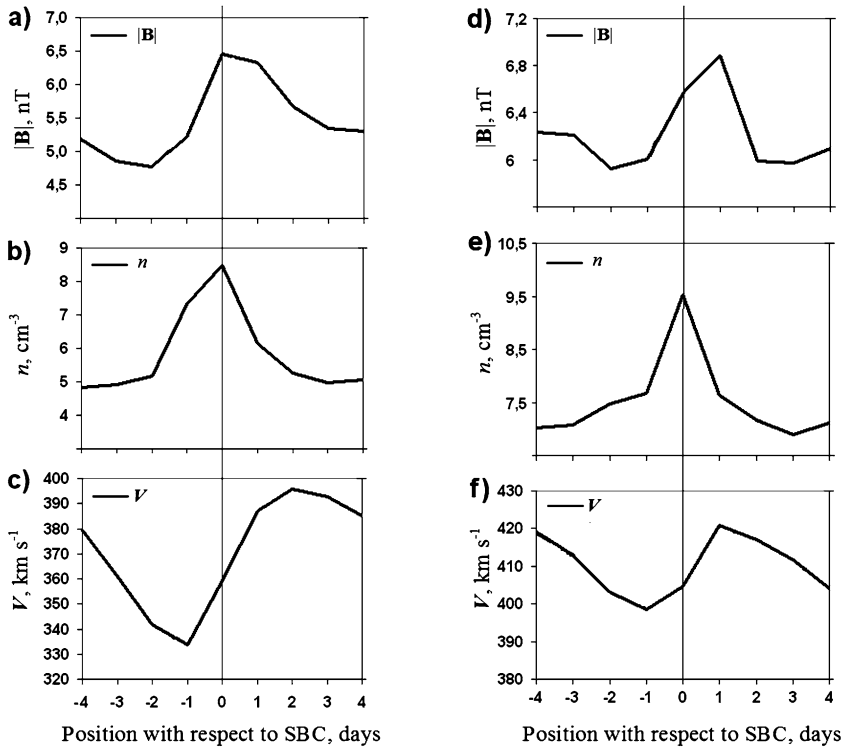 a)
7,0
6,5
6,0
5,5
5,0
4,5
|B|, nT
|B|
b)
9
8
7
6
5
4
n, cm-3
n
c)
400
390
380
370
360
350
340
330
320
V, km s-1
V
-4 -3 -2 -1 0 1 2 3 4
Position with respect to SBC, days
d)
7,2
6,8
6,4
6
|B|, nT
|B|
e)
10,5
9,5
8,5
7,5
n, cm-3
n
f)
430
420
410
400
390
380
V, km s-1
V
-4 -3 -2 -1 0 1 2 3 4
Position with respect to SBC, days